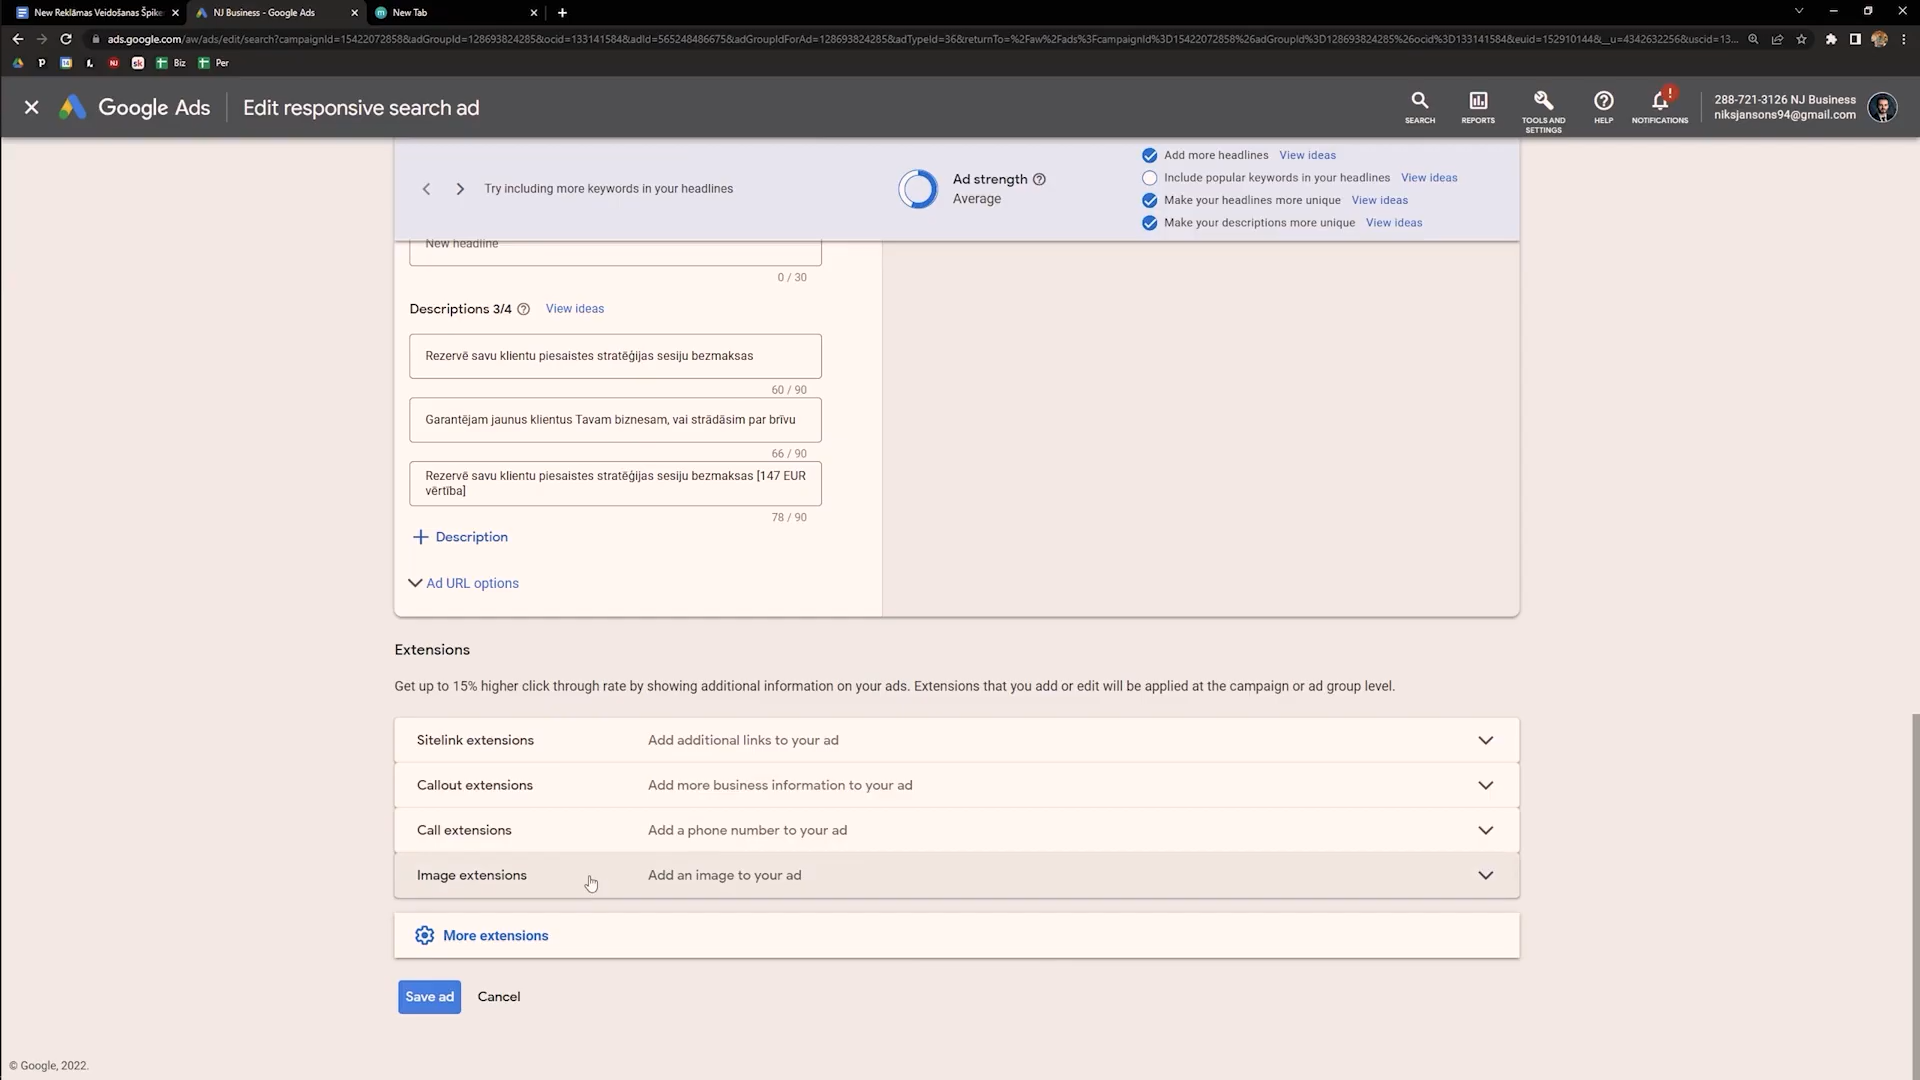 New Reklāmas Veidošanas Špike
NJ Business - Google Ads
New Tab
ads.google.com/aw/ads/edit/search?campaignId=15422072858&adGroupId=128693824285&ocid=133141584&adId=565248486675&adGroupIdForAd=128693824285&adTypeId=36&returnTo=%2Faw%2Fads%3FcampaignId%3D15422072858%26adGroupId%3D128693824285%26ocid%3D133141584&euid=152910144&__u=4342632256&uscid=13...
Biz
Per
Google Ads
Edit responsive search ad
SEARCH
REPORTS
TOOLS AND
SETTINGS
HELP
NOTIFICATIONS
288-721-3126 NJ Business
niksjansons94@gmail.com
Try including more keywords in your headlines
Ad strength
Average
Add more headlines View ideas
Include popular keywords in your headlines View ideas
Make your headlines more unique View ideas
Make your descriptions more unique View ideas
New headline
0 / 30
Descriptions 3/4 View ideas
Rezervē savu klientu piesaistes stratēģijas sesiju bezmaksas
60 / 90
Garantējam jaunus klientus Tavam biznesam, vai strādāsim par brīvu
66 / 90
Rezervē savu klientu piesaistes stratēģijas sesiju bezmaksas [147 EUR
vērtība]
78 / 90
Description
Ad URL options
Extensions
Get up to 15% higher click through rate by showing additional information on your ads. Extensions that you add or edit will be applied at the campaign or ad group level.
Sitelink extensions Add additional links to your ad
Callout extensions Add more business information to your ad
Call extensions Add a phone number to your ad
Image extensions Add an image to your ad
More extensions
Save ad Cancel
© Google, 2022.